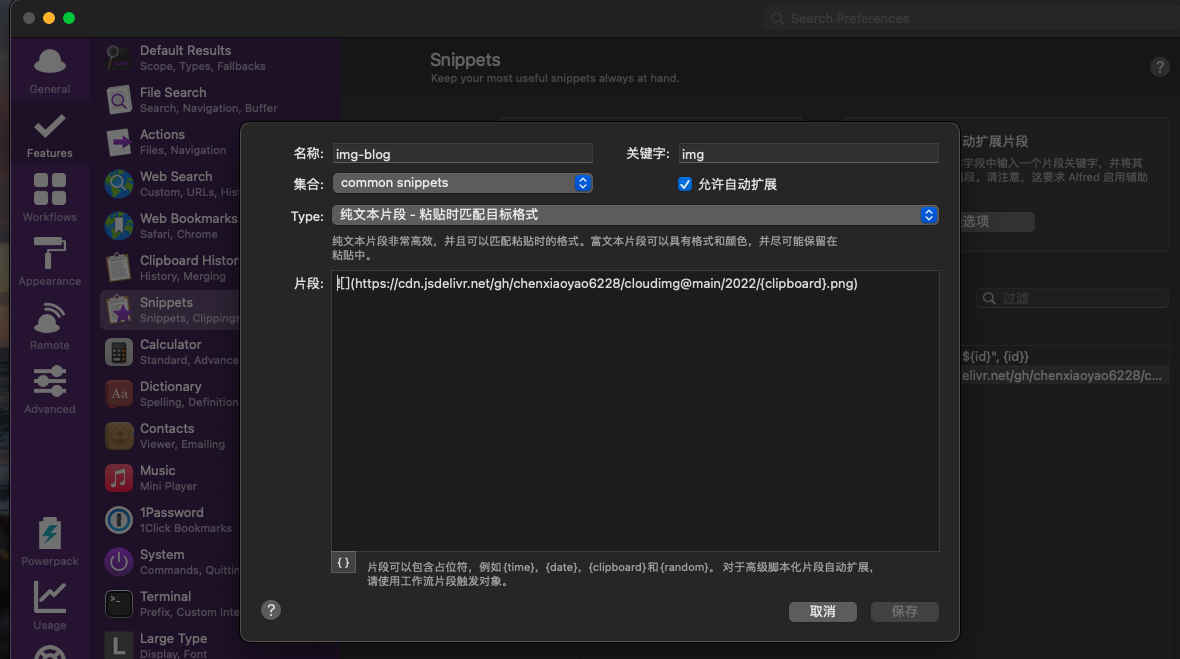 Search Preferences
General
Features
Workflows
Appearance
Remote
Advanced
Powerpack
Usage
Default Results
Scope, Types, Fallbacks
File Search
Search, Navigation, Buffer
Actions
Files, Navigation
Web Search
Custom, URLs, His
Web Bookmarks
Safari, Chrome
Clipboard Histor
History, Merging
Snippets
Snippets, Clippings
Calculator
Standard, Advance
Dictionary
Aa
Spelling, Definition
Contacts
Viewer, Emailing
Music
Mini Player
1Password
1Click Bookmarks
System
Commands, Quittin
Terminal
Prefix, Custom Inte
Large Type
L
Display, Font
Snippets
Keep your most useful snippets always at hand.
?
动扩展片段
字段中输入一个片段关键字，并将其
段。请注意，这要求 Alfred 启用辅助
选项
过滤
${id}", {id}}
elivr.net/gh/chenxiaoyao6228/c...
名称: img-blog
关键字: img
集合: common snippets
允许自动扩展
Type: 纯文本片段 - 粘贴时匹配目标格式
纯文本片段非常高效，并且可以匹配粘贴时的格式。富文本片段可以具有格式和颜色，并尽可能保留在
粘贴中。
片段: ![](https://cdn.jsdelivr.net/gh/chenxiaoyao6228/cloudimg@main/2022/{clipboard}.png)
{}
片段可以包含占位符，例如{time}，{date}，{clipboard}和{random}。 对于高级脚本化片段自动扩展，
请使用工作流片段触发对象。
?
取消
保存